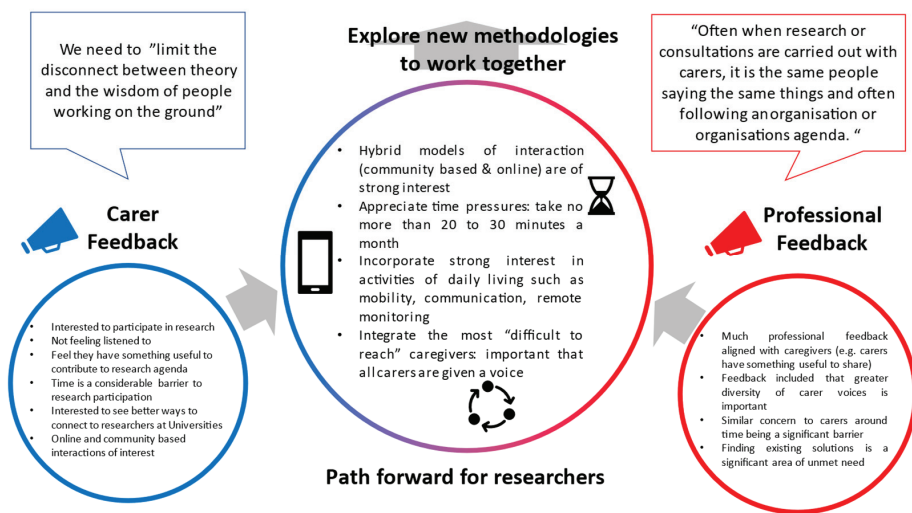 We need to ”limit the
disconnect between theory
and the wisdom of people
working on the ground”
Explore new methodologies
to work together
“Often when research or
consultations are carried out with
carers, it is the same people
saying the same things and often
following an organisation or
organisations agenda. “
Carer
Feedback
• Interested to participate in research
• Not feeling listened to
• Feel they have something useful to
contribute to research agenda
• Time is a considerable barrier to
research participation
• Interested to see better ways to
connect to researchers at Universities
• Online and community based
interactions of interest
• Hybrid models of interaction
(community based & online) are of
strong interest
• Appreciate time pressures: take no
more than 20 to 30 minutes a
month
• Incorporate strong interest in
activities of daily living such as
mobility, communication, remote
monitoring
• Integrate the most “difficult to
reach” caregivers: important that
all carers are given a voice
Path forward for researchers
Professional
Feedback
• Much professional feedback
aligned with caregivers (e.g. carers
have something useful to share)
• Feedback included that greater
diversity of carer voices is
important
• Similar concern to carers around
time being a significant barrier
• Finding existing solutions is a
significant area of unmet need